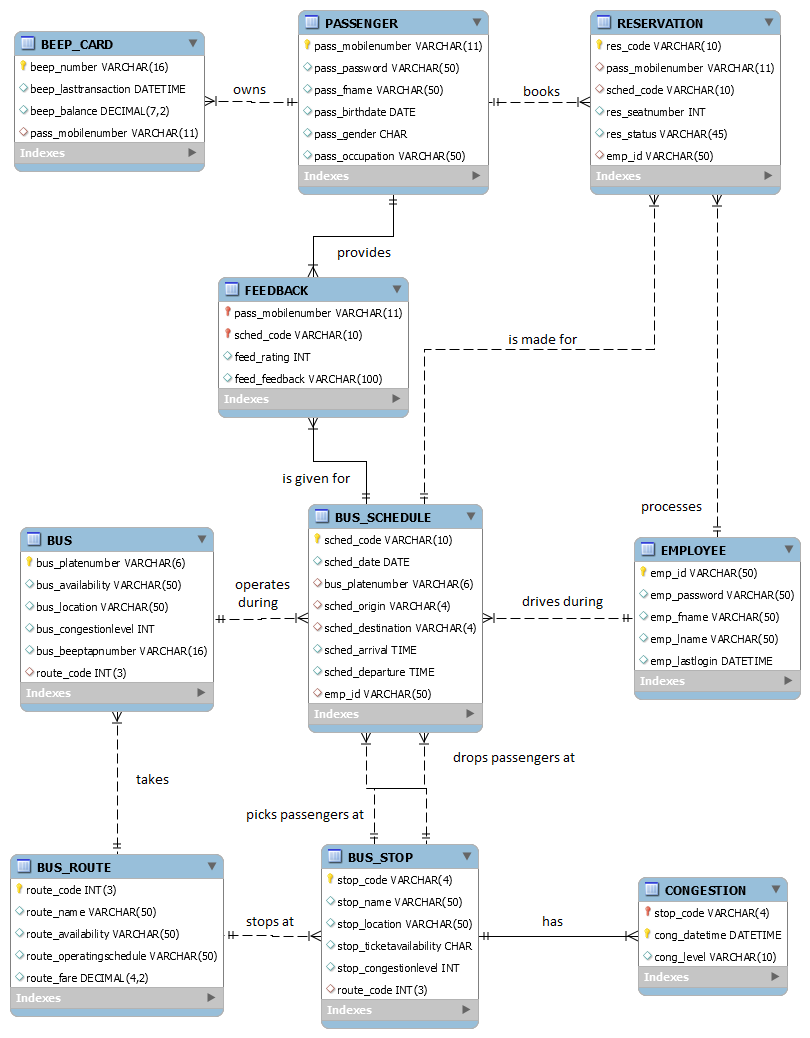 BEEP_CARD
beep_number VARCHAR(16)
beep_lasttransaction DATETIME
beep_balance DECIMAL(7,2)
pass_mobilenumber VARCHAR(11)
Indexes
owns
PASSENGER
pass_mobilenumber VARCHAR(11)
pass_password VARCHAR(50)
pass_fname VARCHAR(50)
pass_birthdate DATE
pass_gender CHAR
pass_occupation VARCHAR(50)
Indexes
books
RESERVATION
res_code VARCHAR(10)
pass_mobilenumber VARCHAR(11)
sched_code VARCHAR(10)
res_seatnumber INT
res_status VARCHAR(45)
emp_id VARCHAR(50)
Indexes
provides
FEEDBACK
pass_mobilenumber VARCHAR(11)
sched_code VARCHAR(10)
feed_rating INT
feed_feedback VARCHAR(100)
Indexes
is made for
is given for
processes
BUS
bus_platenumber VARCHAR(6)
bus_availability VARCHAR(50)
bus_location VARCHAR(50)
bus_congestionlevel INT
bus_beeptapnumber VARCHAR(16)
route_code INT(3)
Indexes
operates
during
BUS_SCHEDULE
sched_code VARCHAR(10)
sched_date DATE
bus_platenumber VARCHAR(6)
sched_origin VARCHAR(4)
sched_destination VARCHAR(4)
sched_arrival TIME
sched_departure TIME
emp_id VARCHAR(50)
Indexes
drives during
EMPLOYEE
emp_id VARCHAR(50)
emp_password VARCHAR(50)
emp_fname VARCHAR(50)
emp_lname VARCHAR(50)
emp_lastlogin DATETIME
Indexes
takes
drops passengers at
picks passengers at
BUS_ROUTE
route_code INT(3)
route_name VARCHAR(50)
route_availability VARCHAR(50)
route_operatingschedule VARCHAR(50)
route_fare DECIMAL(4,2)
Indexes
stops at
BUS_STOP
stop_code VARCHAR(4)
stop_name VARCHAR(50)
stop_location VARCHAR(50)
stop_ticketavailability CHAR
stop_congestionlevel INT
route_code INT(3)
Indexes
has
CONGESTION
stop_code VARCHAR(4)
cong_datetime DATETIME
cong_level VARCHAR(10)
Indexes